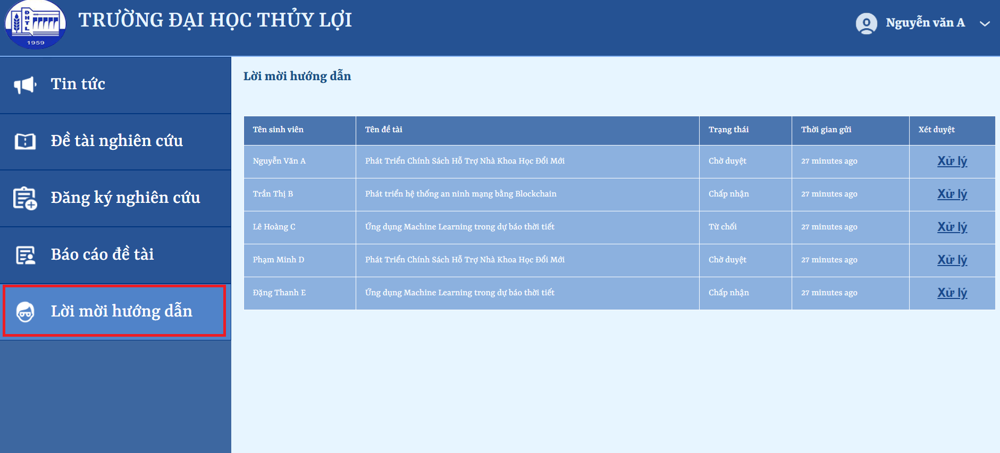 ĐHTL
1959
TRƯỜNG ĐẠI HỌC THỦY LỢI
Nguyễn văn A
Tin tức
Đề tài nghiên cứu
Đăng ký nghiên cứu
Báo cáo đề tài
Lời mời hướng dẫn
Lời mời hướng dẫn
Tên sinh viên Tên đề tài Trạng thái Thời gian gửi Xét duyệt
Nguyễn Văn A Phát Triển Chính Sách Hỗ Trợ Nhà Khoa Học Đổi Mới Chờ duyệt 27 minutes ago Xử lý
Trần Thị B Phát triển hệ thống an ninh mạng bằng Blockchain Chấp nhận 27 minutes ago Xử lý
Lê Hoàng C Ứng dụng Machine Learning trong dự báo thời tiết Từ chối 27 minutes ago Xử lý
Phạm Minh D Phát Triển Chính Sách Hỗ Trợ Nhà Khoa Học Đổi Mới Chờ duyệt 27 minutes ago Xử lý
Đặng Thanh E Ứng dụng Machine Learning trong dự báo thời tiết Chấp nhận 27 minutes ago Xử lý